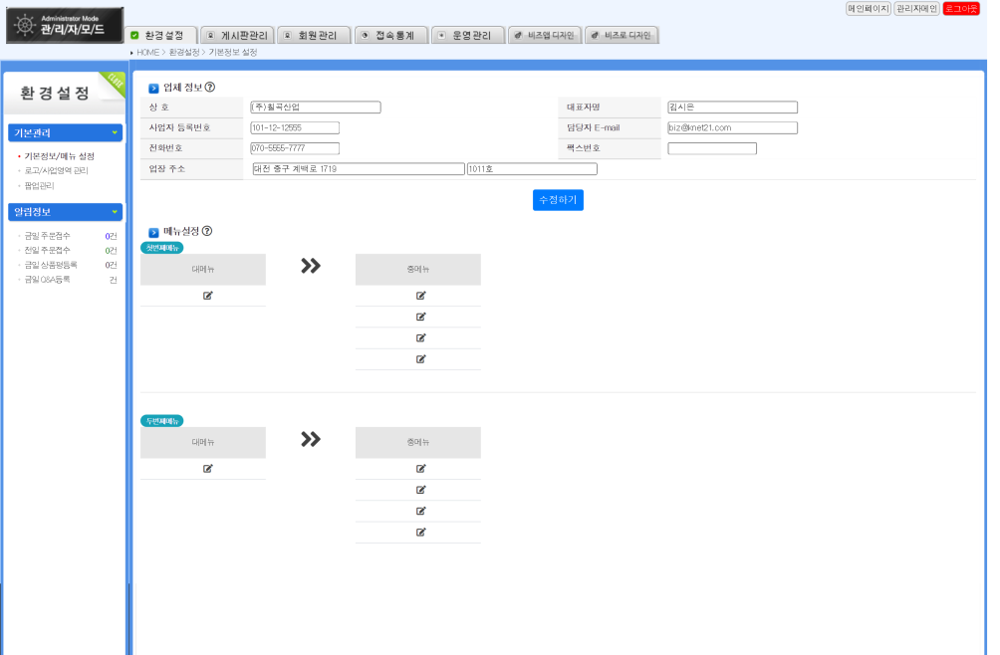 메인페이지 관리자메인 로그아웃
Administrator Mode
관/리/자/모/드
환경설정 게시판관리 회원관리 접속통계 운영관리 비즈앱 디자인 비즈로 디자인
HOME > 환경설정 > 기본정보 설정
환경설정
기본관리
기본정보/메뉴 설정
로고/사업영역 관리
팝업관리
알림정보
금일 주문접수 0건
전일 주문접수 0건
금일 상품평등록 0건
금일 Q&A등록 건
업체 정보 ?
상 호 (주)칠곡산업 대표자명 김시은
사업자 등록번호 101-12-12555 담당자 E-mail biz@knet21.com
전화번호 070-5555-7777 팩스번호
업장 주소 대전 중구 계백로 1719 1011호
수정하기
메뉴설정 ?
첫번째메뉴
대메뉴 중메뉴
두번째메뉴
대메뉴 중메뉴